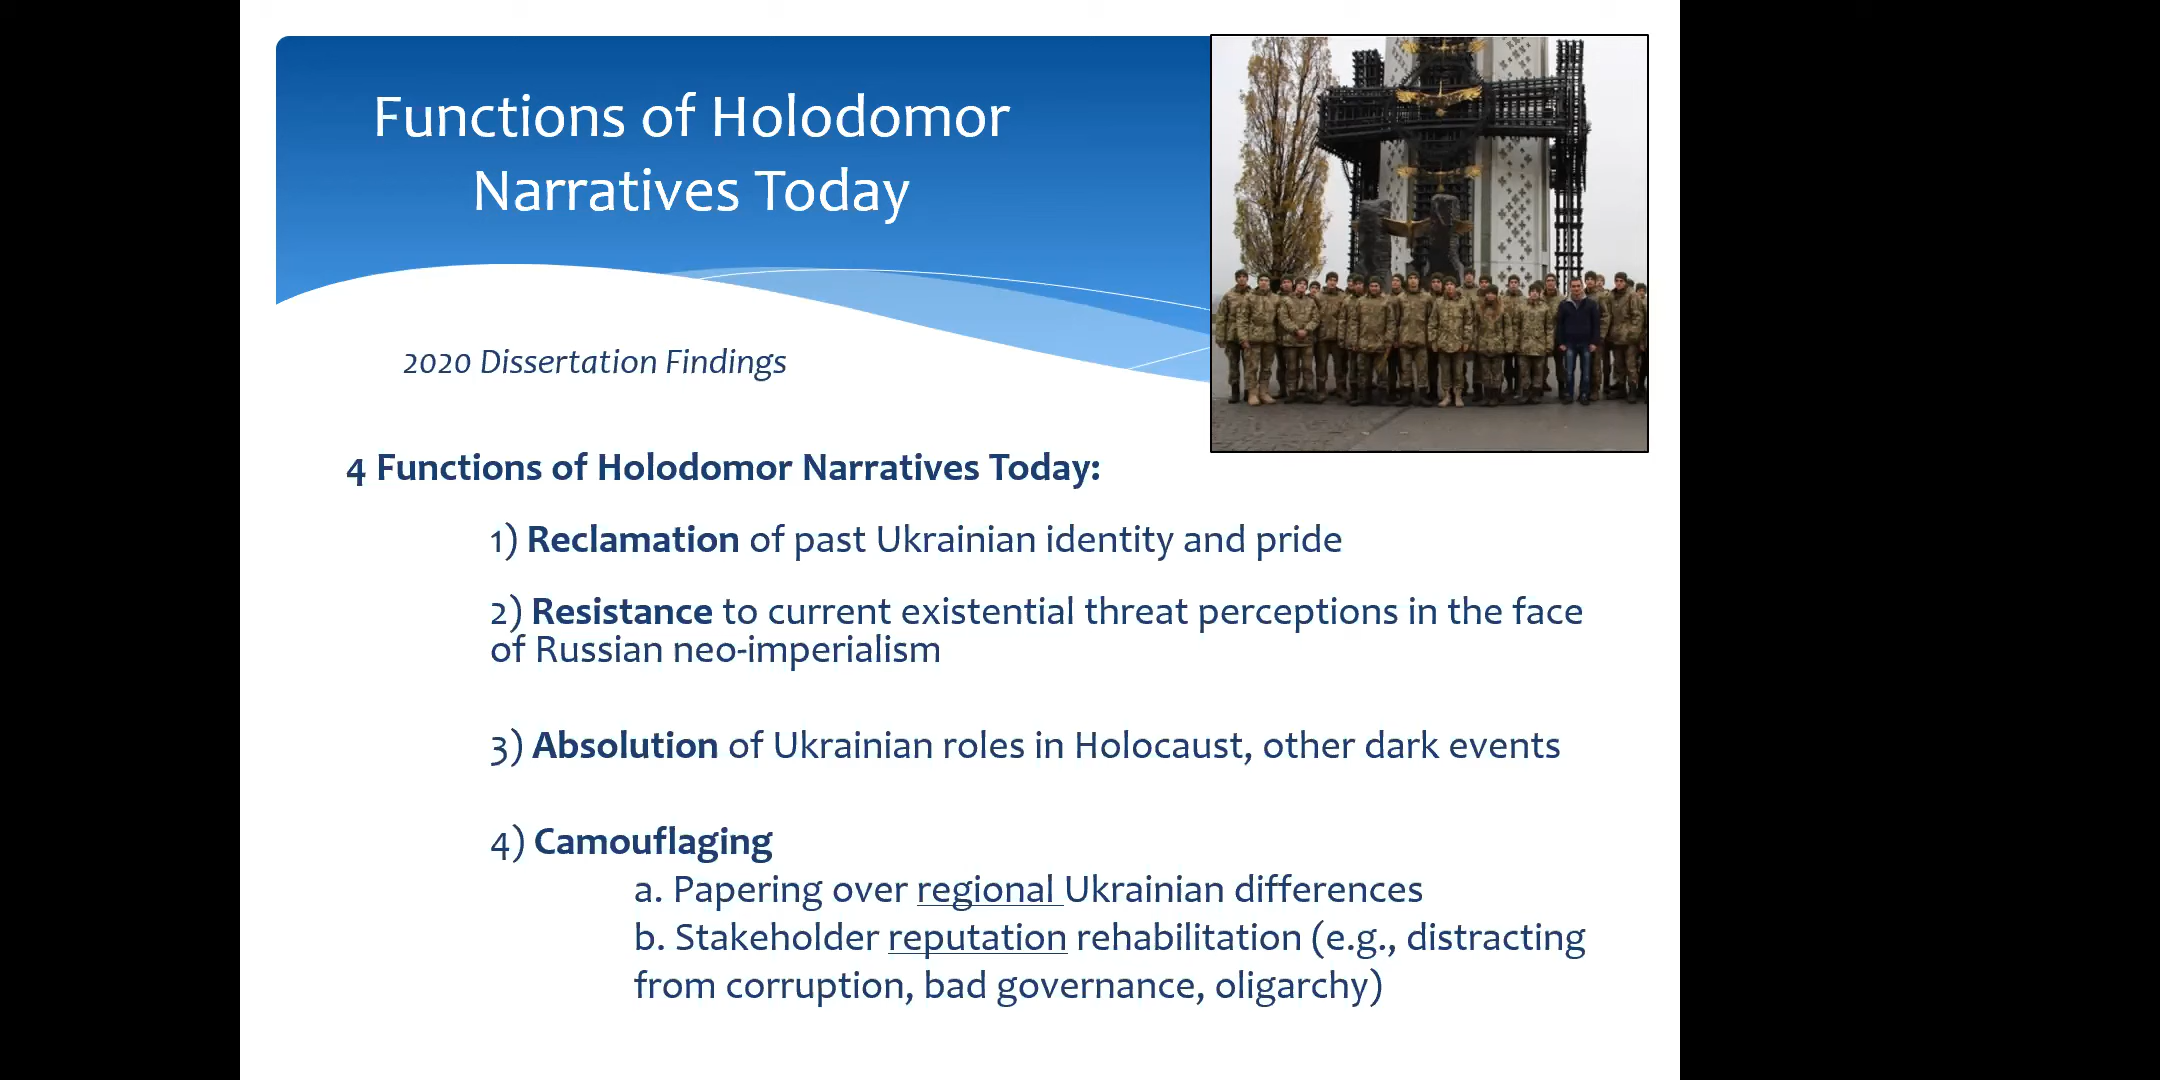 Functions of Holodomor
Narratives Today
2020 Dissertation Findings
4 Functions of Holodomor Narratives Today:
1) Reclamation of past Ukrainian identity and pride
2) Resistance to current existential threat perceptions in the face
of Russian neo-imperialism
3) Absolution of Ukrainian roles in Holocaust, other dark events
4) Camouflaging
a. Papering over regional Ukrainian differences
b. Stakeholder reputation rehabilitation (e.g., distracting
from corruption, bad governance, oligarchy)